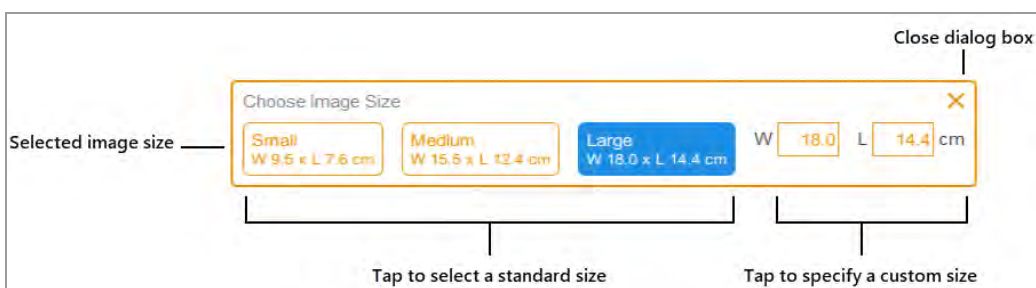 Close dialog box
Choose Image Size
Selected image size
Small
W 9.5 x L 7.6 cm
Medium
W 15.5 x L 12.4 cm
Large
W 18.0 x L 14.4 cm
W 18.0 L 14.4 cm
Tap to select a standard size
Tap to specify a custom size